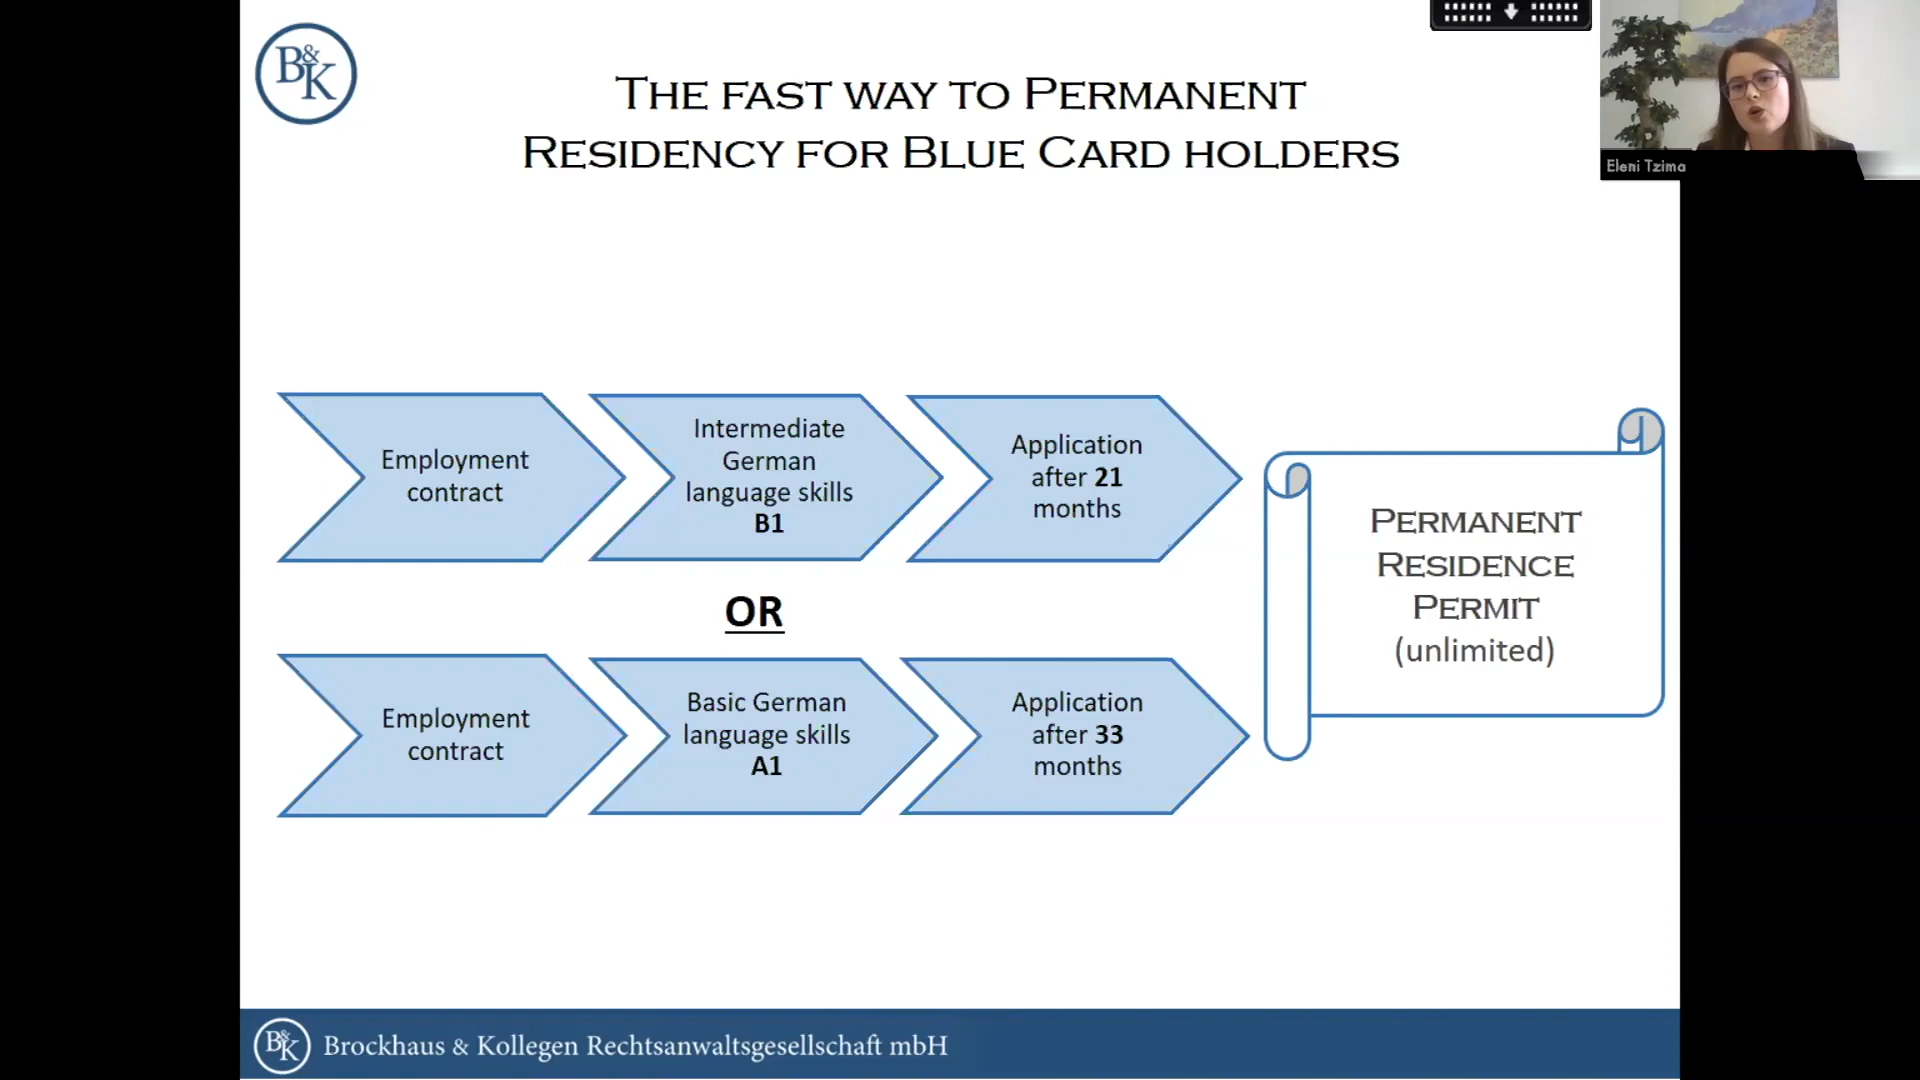 B&K
THE FAST WAY TO PERMANENT
RESIDENCY FOR BLUE CARD HOLDERS
Eleni Tzima
Employment
contract
Intermediate
German
language skills
B1
Application
after 21
months
OR
Employment
contract
Basic German
language skills
A1
Application
after 33
months
PERMANENT
RESIDENCE
PERMIT
(unlimited)
B&K
Brockhaus & Kollegen Rechtsanwaltsgesellschaft mbH